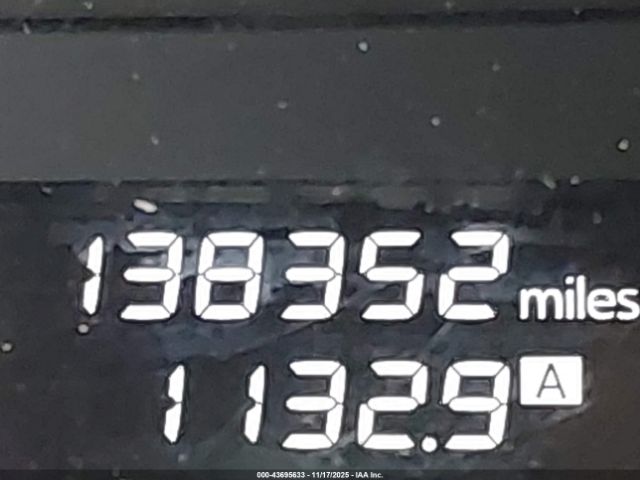 138352 miles
1132.9 A
000-43695633 - 11/17/2025 - IAA Inc.